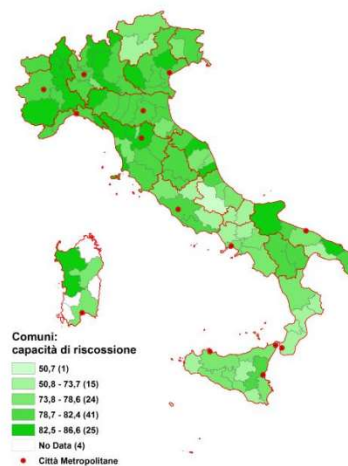 Comuni:
capacità di riscossione
50,7 (1)
50,8 - 73,7 (15)
73,8 - 78,6 (24)
78,7 - 82,4 (41)
82,5 - 86,6 (25)
No Data (4)
Città Metropolitane